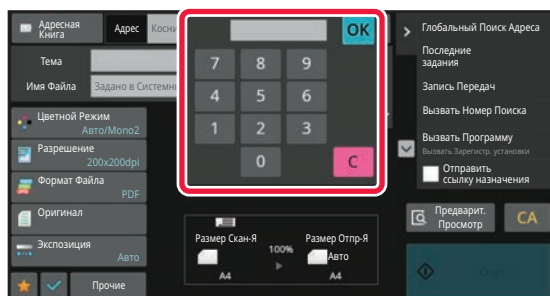 Адресная
Книга
Адрес
OK
Глобальный Поиск Адреса
Тема
7 8 9
Последние
задания
Имя Файла
Задано в
4 5 6
Запись Передач
Вызвать Номер Поиска
Цветной Режим
Авто/Mono2
1 2 3
Вызвать Программу
Вызвать Зарегистр. установки
Разрешение
200x200dpi
0 C
Отправить
ссылку назначения
Формат Файла
PDF
Оригинал
Предварит.
Просмотр
CA
Размер Скан-Я
100%
Размер Отпр-Я
Экспозиция
Авто
Авто
A4
A4
Прочие
Старт